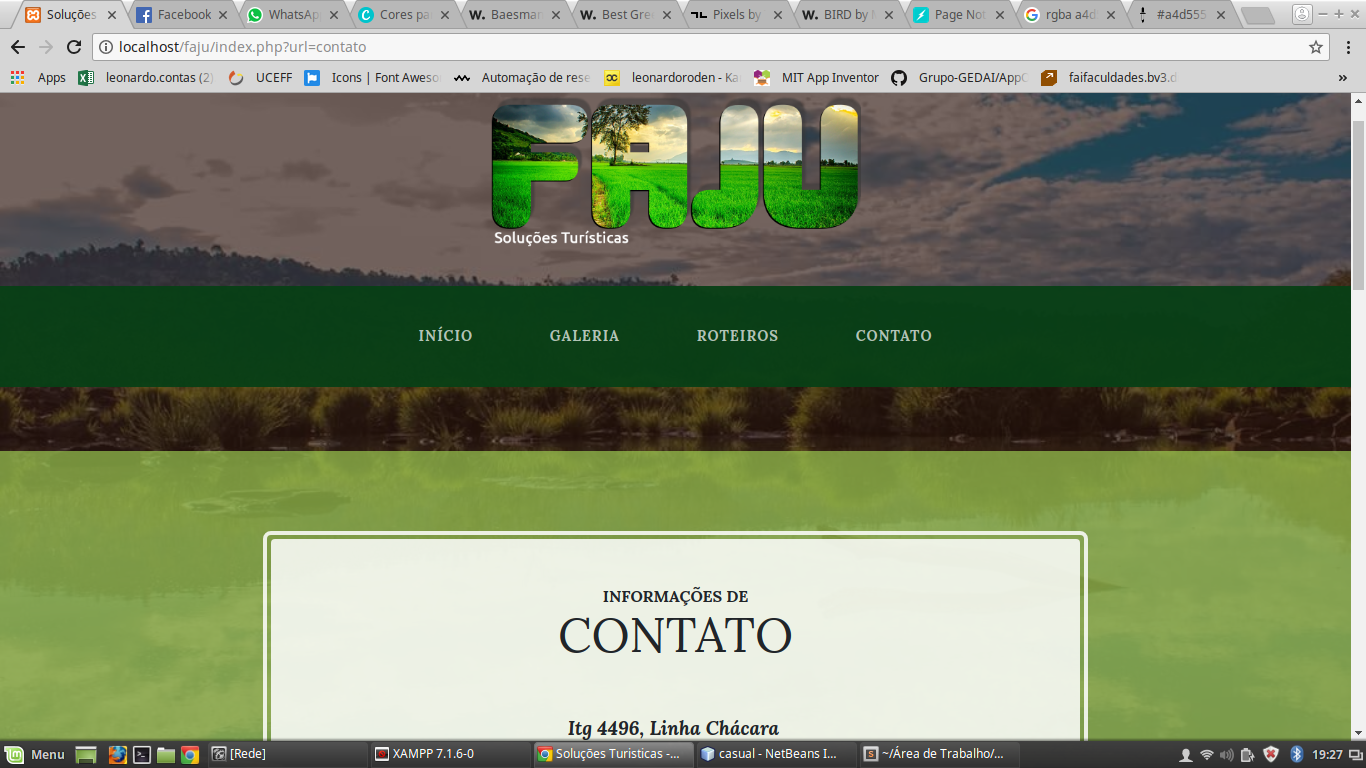 Soluções
Facebook
WhatsAp
Cores pa
Baesman
Best Gre
Pixels by
BIRD by
Page Not
rgba a4d
#a4d555
localhost/faju/index.php?url=contato
Apps
leonardo.contas (2)
UCEFF
Icons | Font Aweso
Automação de rese
leonardoroden - Ka
MIT App Inventor
Grupo-GEDAI/AppC
faifaculdades.bv3.d
»
FAJU
Soluções Turísticas
INÍCIO
GALERIA
ROTEIROS
CONTATO
INFORMAÇÕES DE
CONTATO
Itg 4496, Linha Chácara
Menu
[Rede]
XAMPP 7.1.6-0
Soluções Turisticas -...
casual - NetBeans I...
~/Área de Trabalho/...
19:27